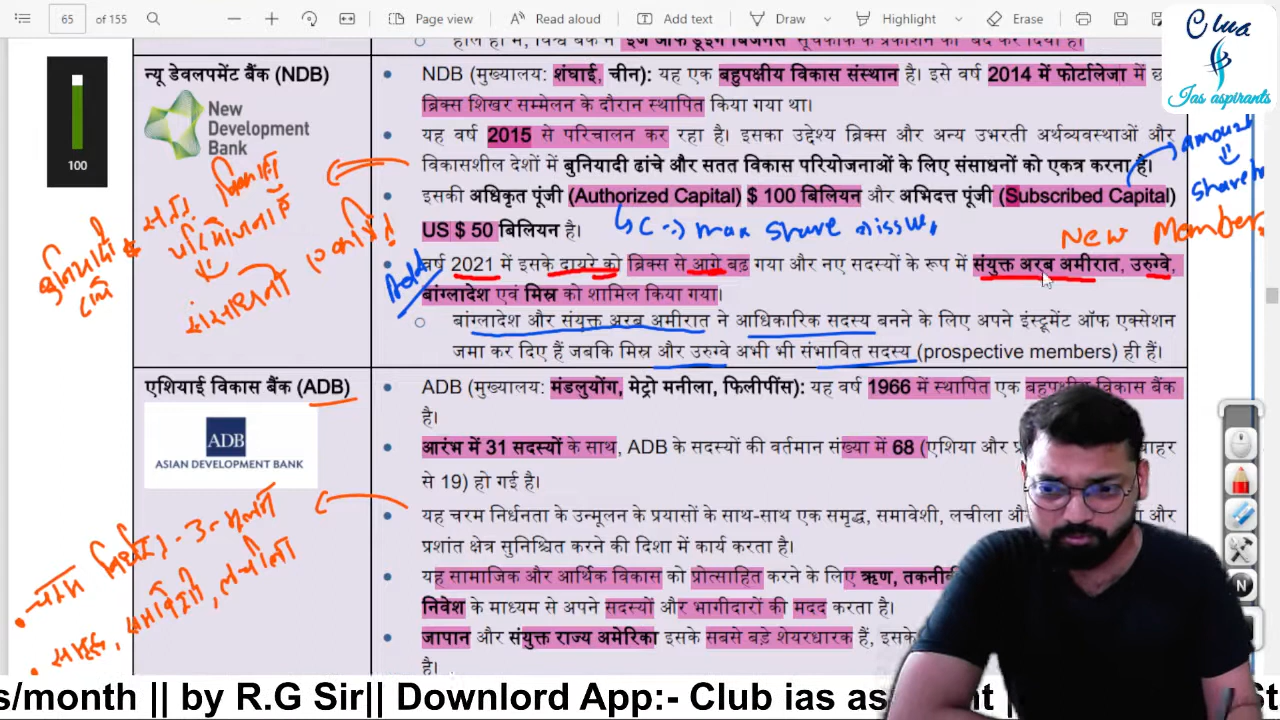 65 of 155
Page view
Read aloud
Add text
Draw
Highlight
Erase
Club
Ias aspirants
100
न्यू डेवलपमेंट बैंक (NDB)
New
Development
Bank
NDB (मुख्यालय: शंघाई, चीन): यह एक बहुपक्षीय विकास संस्थान है। इसे वर्ष 2014 में फोर्टालेजा में
ब्रिक्स शिखर सम्मेलन के दौरान स्थापित किया गया था।
यह वर्ष 2015 से परिचालन कर रहा है। इसका उद्देश्य ब्रिक्स और अन्य उभरती अर्थव्यवस्थाओं और
विकासशील देशों में बुनियादी ढांचे और सतत विकास परियोजनाओं के लिए संसाधनों को एकत्र करना है।
इसकी अधिकृत पूंजी (Authorized Capital) $ 100 बिलियन और अभिदत्त पूंजी (Subscribed Capital)
US $ 50 बिलियन है।
max share
amount
New Member
Add
वर्ष 2021 में इसके दायरे को ब्रिक्स से आगे बढ़ गया और नए सदस्यों के रूप में संयुक्त अरब अमीरात, उरुग्वे,
बांग्लादेश एवं मिस्र को शामिल किया गया।
बांग्लादेश और संयुक्त अरब अमीरात ने आधिकारिक सदस्य बनने के लिए अपने इंस्ट्रूमेंट ऑफ एक्सेशन
जमा कर दिए हैं जबकि मिस्र और उरुग्वे अभी भी संभावित सदस्य (prospective members) ही हैं।
एशियाई विकास बैंक (ADB)
ADB
ASIAN DEVELOPMENT BANK
ADB (मुख्यालय: मंडलुयोंग, मेट्रो मनीला, फिलीपींस): यह वर्ष 1966 में स्थापित एक बहुपक्षीय विकास बैंक
है।
आरंभ में 31 सदस्यों के साथ, ADB के सदस्यों की वर्तमान संख्या में 68 (एशिया और
से 19) हो गई है।
यह चरम निर्धनता के उन्मूलन के प्रयासों के साथ-साथ एक समृद्ध, समावेशी, लचीला और
प्रशांत क्षेत्र सुनिश्चित करने की दिशा में कार्य करता है।
यह सामाजिक और आर्थिक विकास को प्रोत्साहित करने के लिए ऋण,
निवेश के माध्यम से अपने सदस्यों और भागीदारों की मदद करता है।
जापान और संयुक्त राज्य अमेरिका इसके सबसे बड़े शेयरधारक हैं,
है।
s/month || by R.G Sir|| Downlord App:- Club ias as